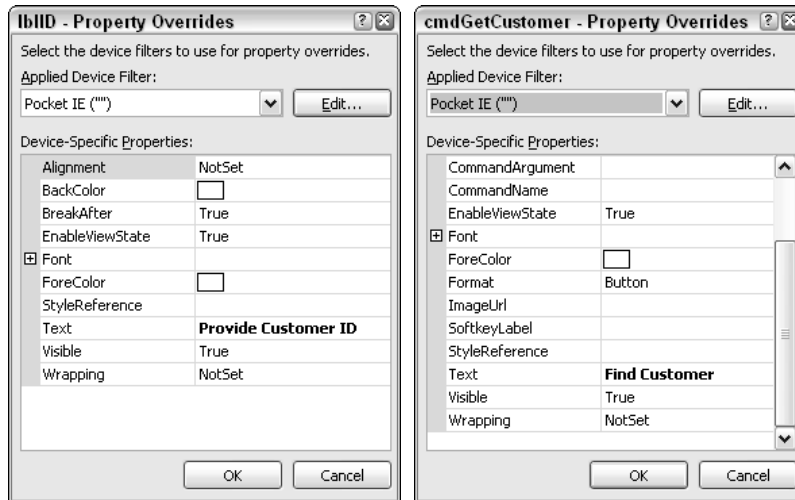 lblID - Property Overrides
Select the device filters to use for property overrides.
Applied Device Filter:
Pocket IE ("")
Edit...
Device-Specific Properties:
Alignment NotSet
BackColor
BreakAfter True
EnableViewState True
Font
ForeColor
StyleReference
Text Provide Customer ID
Visible True
Wrapping NotSet
OK Cancel
cmdGetCustomer - Property Overrides
Select the device filters to use for property overrides.
Applied Device Filter:
Pocket IE ("")
Edit...
Device-Specific Properties:
CommandArgument
CommandName
EnableViewState True
Font
ForeColor
Format Button
ImageUrl
SoftkeyLabel
StyleReference
Text Find Customer
Visible True
Wrapping NotSet
OK Cancel